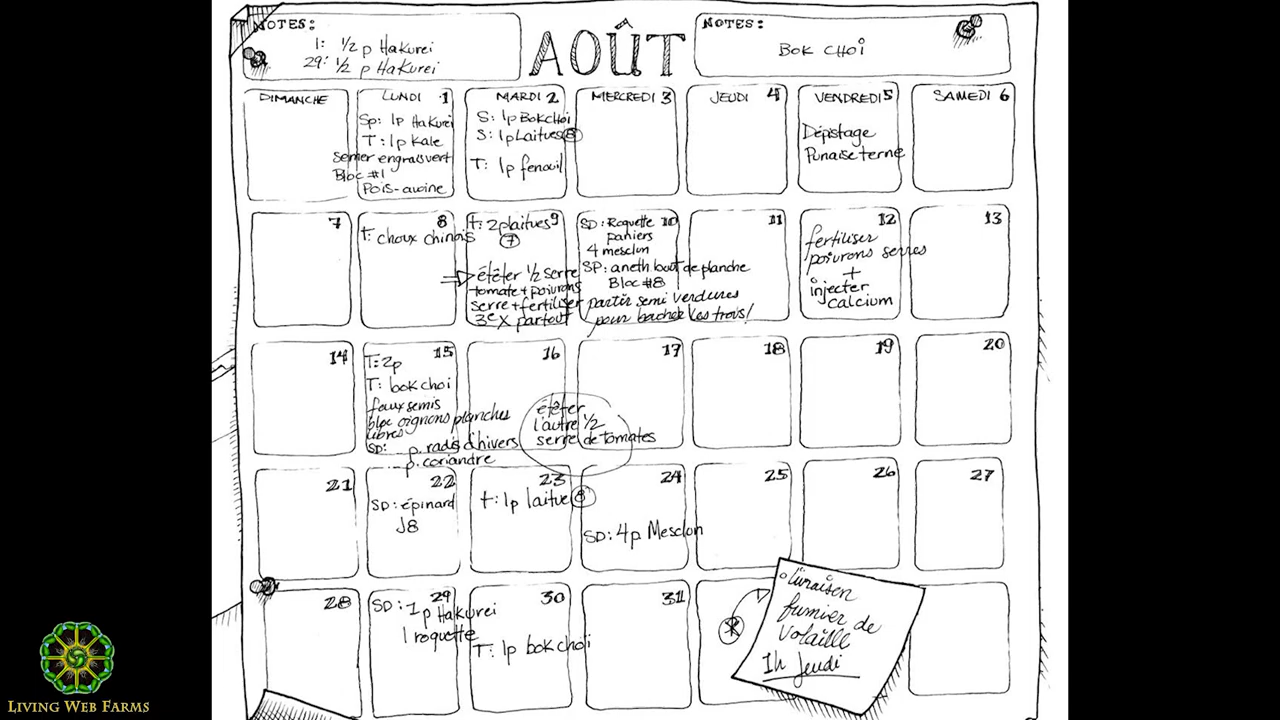 NOTES:
1: 1/2 p Hakurei
29: 1/2 p Hakurei
AOÛT
NOTES:
BOK CHOI
DIMANCHE
LUNDI 1
Sp: 1p Hakurei
T: 1p Kale
semer engrais vert
Bloc #1
Pois-avoine
MARDI 2
S: 1p Bokchoi
S: 1p Laitues 8
T: 1p fenouil
MERCREDI 3
JEUDI 4
VENDREDI 5
Dépistage
Punaise terne
SAMEDI 6
7
8
T: choux chinois
9
t: 2p laitues
7
étêter 1/2 serre
tomate + poivrons
serre + fertiliser
3e X partout
10
SD: Roquette
paniers
4 mesclun
SP: aneth bout de planche
Bloc #8
partir semi verdures
pour bacher les trois!
11
12
fertiliser
poivrons serres
+
injecter
calcium
13
14
15
T: 2p
T: bok choi
faux semis
bloc oignons planches
libres
SD: p. radis d'hivers
p. coriandre
16
étêter
l'autre 1/2
serre de tomates
17
18
19
20
21
22
SD: épinard
J8
23
t: 1p laitue 8
24
SD: 4p Mesclun
25
26
27
28
29
SD: 1p Hakurei
1 roquette
30
T: 1p bok choi
31
Livraison
fumier de
volaille
1h jeudi
LIVING WEB FARMS